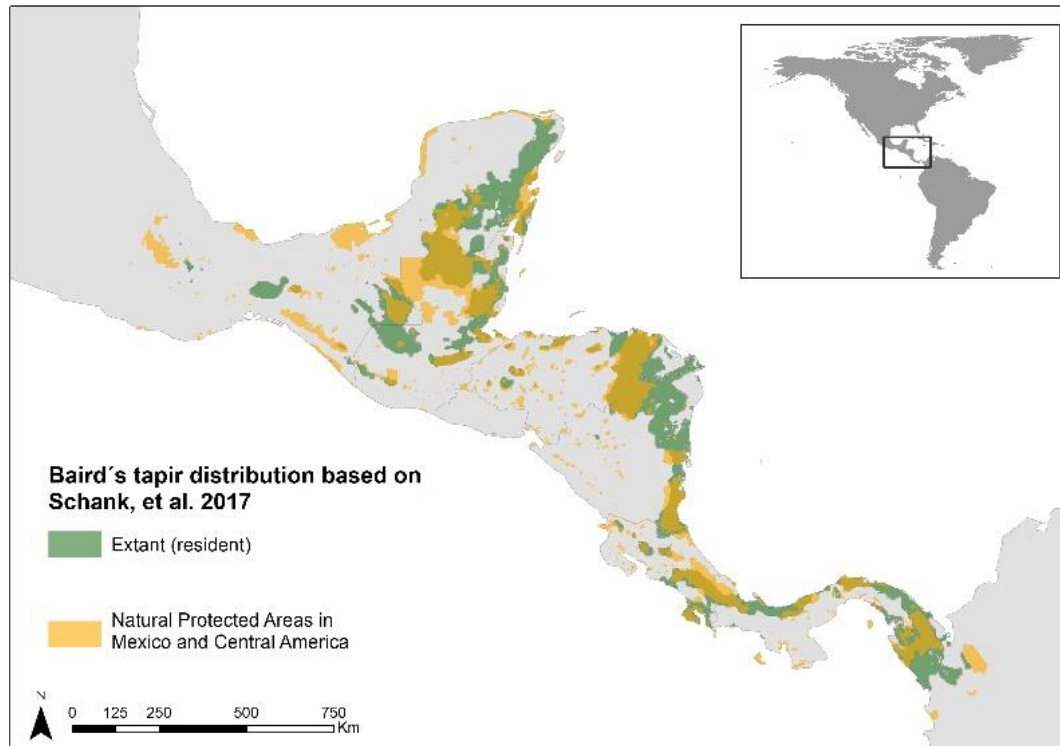 Baird´s tapir distribution based on
Schank, et al. 2017
Extant (resident)
Natural Protected Areas in
Mexico and Central America
N
0 125 250 500 750
Km